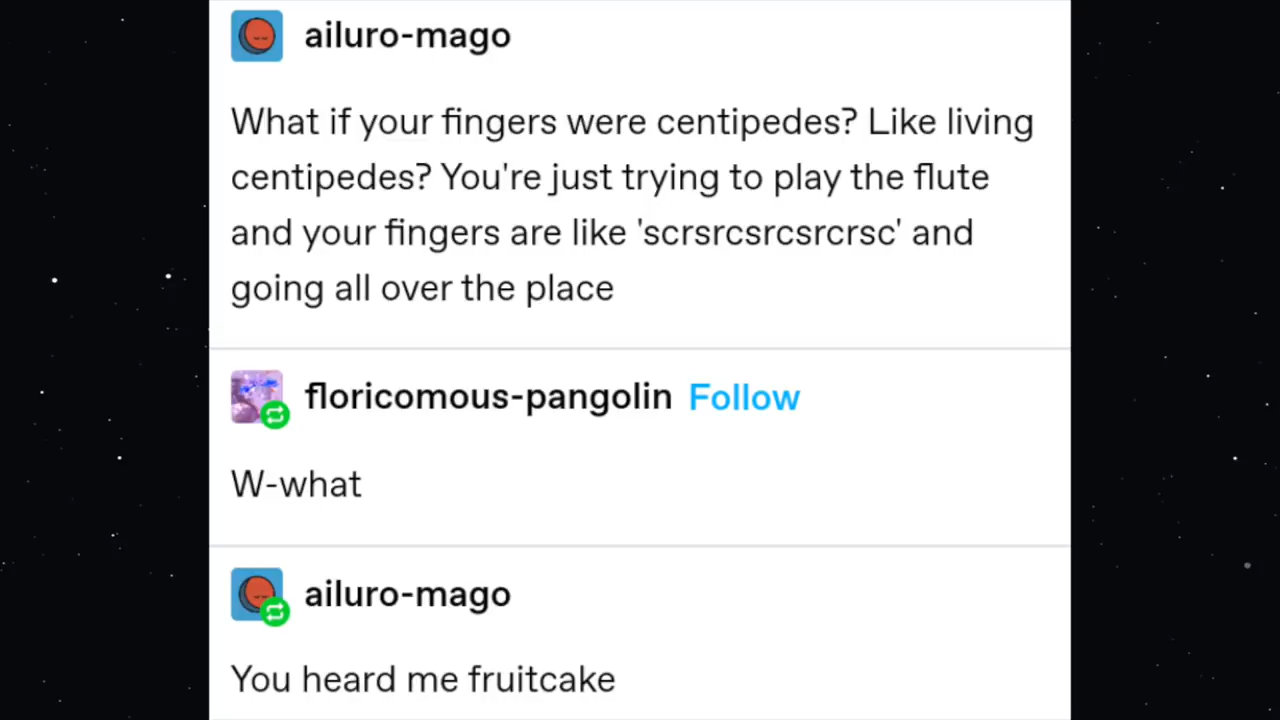 ailuro-mago
What if your fingers were centipedes? Like living
centipedes? You're just trying to play the flute
and your fingers are like 'scrsrcsrcsrcrsc' and
going all over the place
floricomous-pangolin Follow
W-what
ailuro-mago
You heard me fruitcake